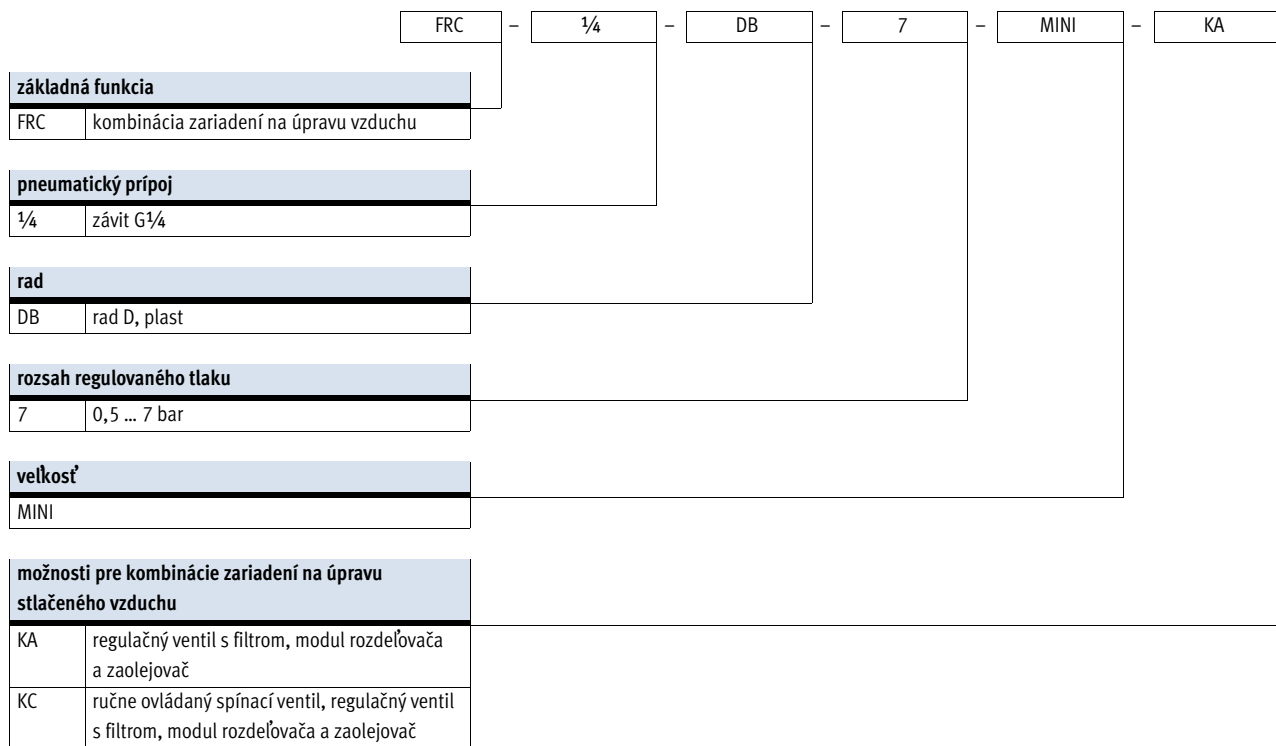 FRC – ¼ – DB – 7 – MINI – KA
základná funkcia
FRC kombinácia zariadení na úpravu vzduchu
pneumatický prípoj
¼ závit G¼
rad
DB rad D, plast
rozsah regulovaného tlaku
7 0,5 ... 7 bar
veľkosť
MINI
možnosti pre kombinácie zariadení na úpravu
stlačeného vzduchu
KA regulačný ventil s filtrom, modul rozdeľovača
a zaolejovač
KC ručne ovládaný spínací ventil, regulačný ventil
s filtrom, modul rozdeľovača a zaolejovač